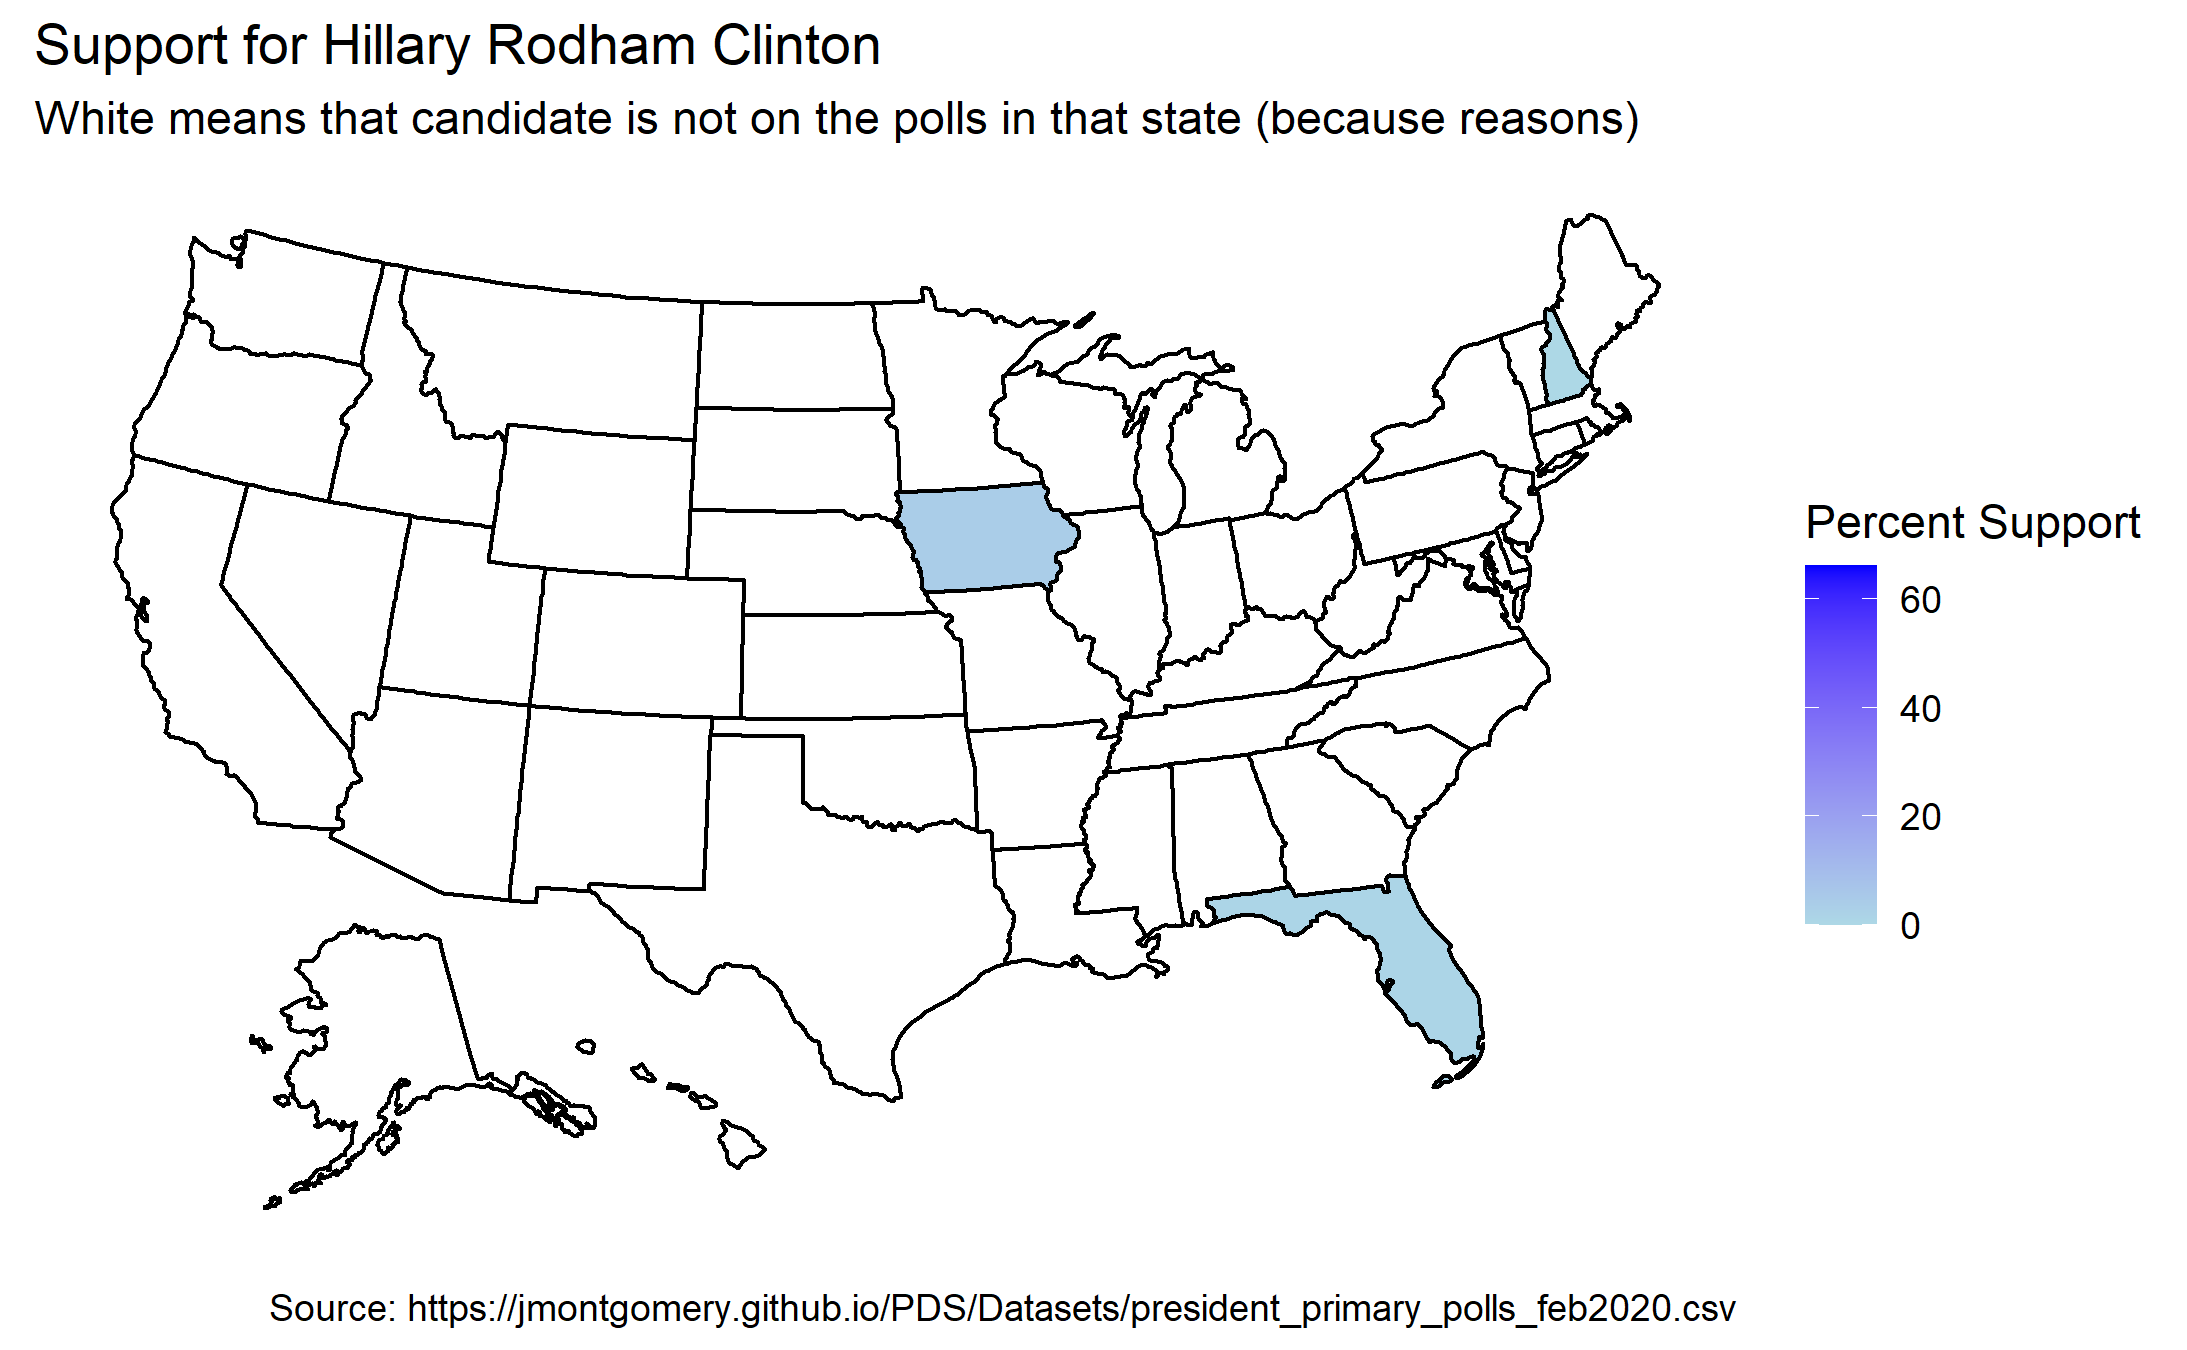 Support for Hillary Rodham Clinton
White means that candidate is not on the polls in that state (because reasons)
Percent Support
60
40
20
0
Source: https://jmontgomery.github.io/PDS/Datasets/president_primary_polls_feb2020.csv